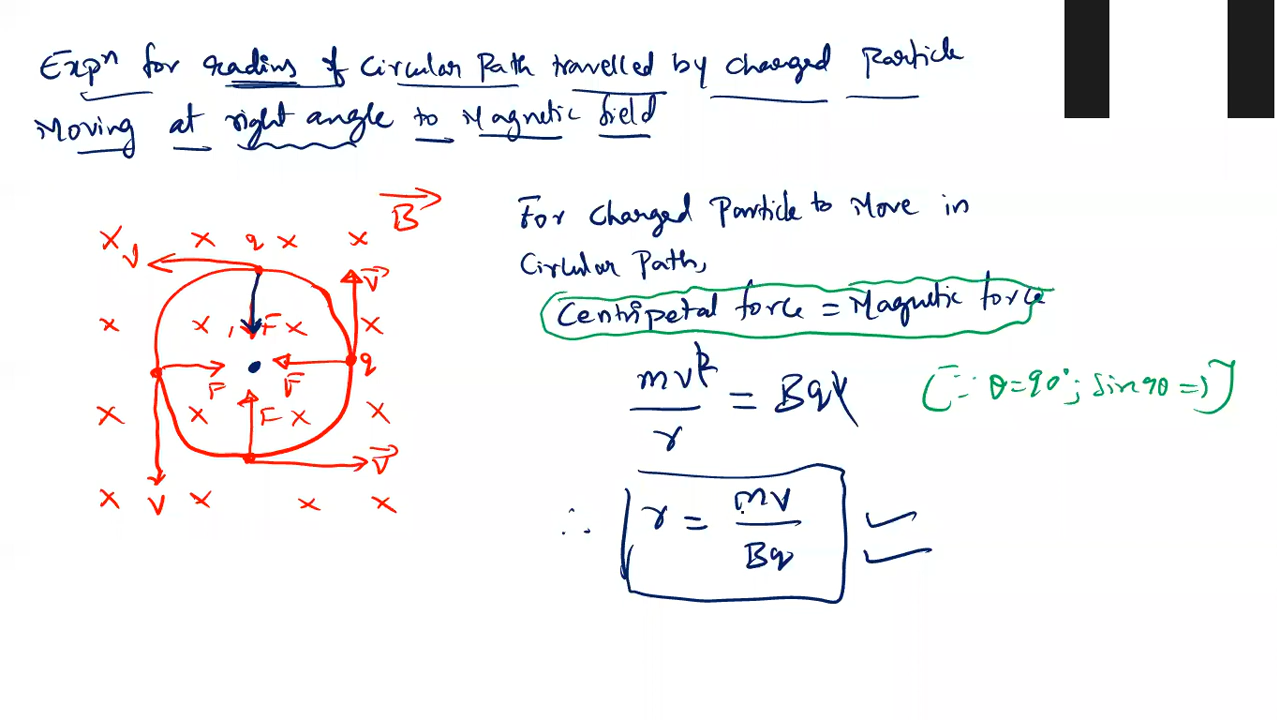 Expⁿ for radius of Circular Path travelled by charged Particle
Moving at right angle to Magnetic field
B
For charged Particle to Move in
Circular Path,
Centripetal force = Magnetic force
mv²/r = Bqv
(∵ θ=90°; sin90=1)
∴ r = mv/Bq
x x q x x
v
v
x x F x x
F F q
x x F x x
v
x v x x x